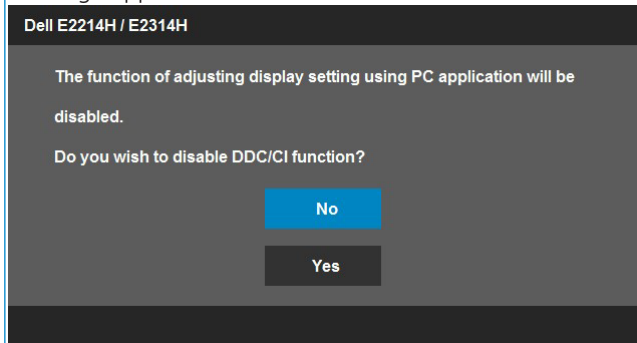 Dell E2214H / E2314H
The function of adjusting display setting using PC application will be
disabled.
Do you wish to disable DDC/CI function?
No
Yes